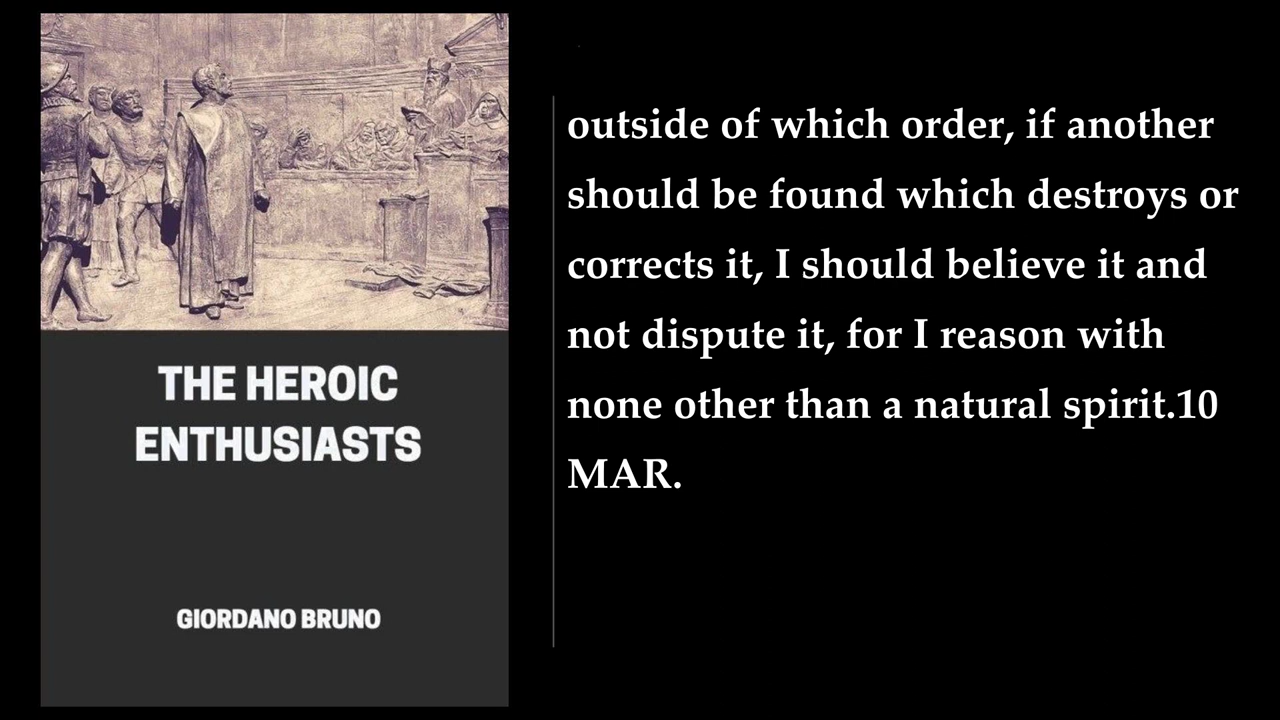 THE HEROIC
ENTHUSIASTS
GIORDANO BRUNO
outside of which order, if another
should be found which destroys or
corrects it, I should believe it and
not dispute it, for I reason with
none other than a natural spirit.10
MAR.